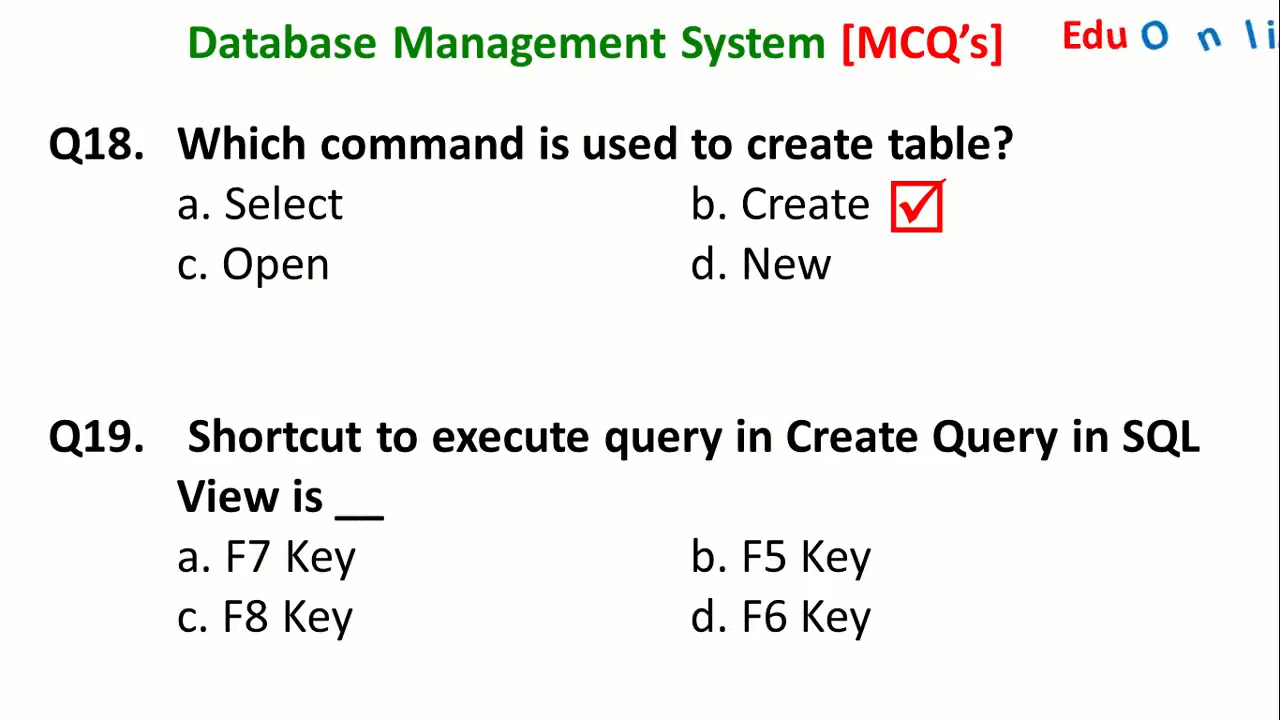 Database Management System [MCQ's] Edu O n l i
Q18. Which command is used to create table?
a. Select b. Create
c. Open d. New
Q19. Shortcut to execute query in Create Query in SQL
View is __
a. F7 Key b. F5 Key
c. F8 Key d. F6 Key